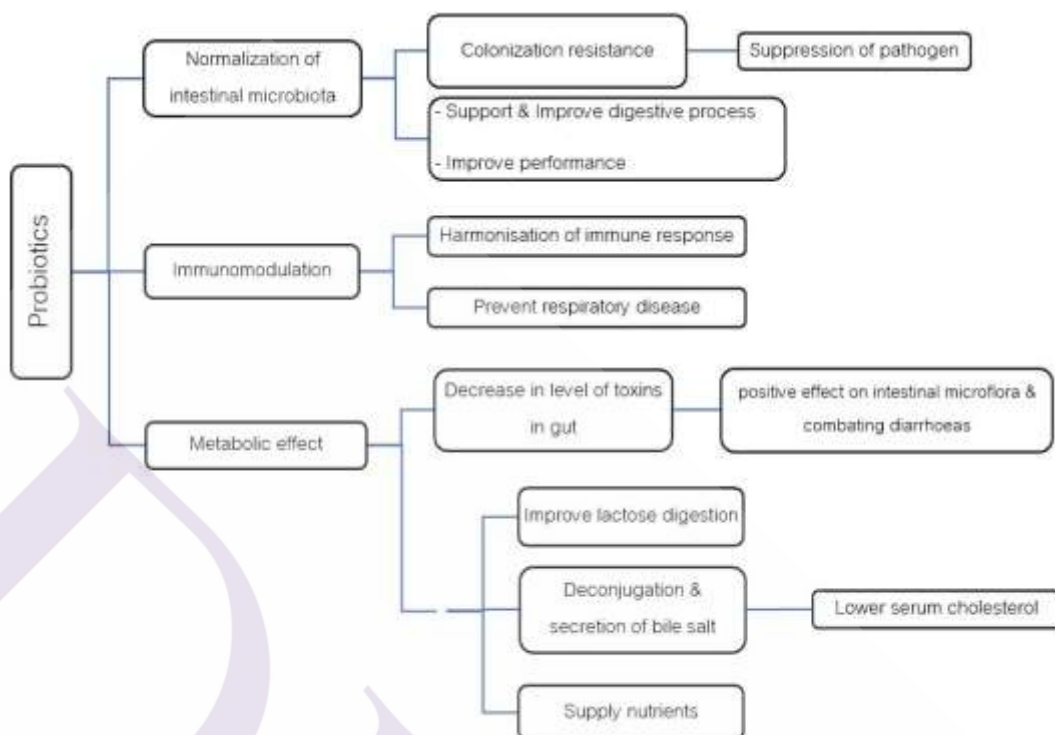 Probiotics
Normalization of
intestinal microbiota
Colonization resistance
Suppression of pathogen
- Support & Improve digestive process
- Improve performance
Immunomodulation
Harmonisation of immune response
Prevent respiratory disease
Metabolic effect
Decrease in level of toxins
in gut
positive effect on intestinal microflora &
combating diarrhoeas
Improve lactose digestion
Deconjugation &
secretion of bile salt
Lower serum cholesterol
Supply nutrients